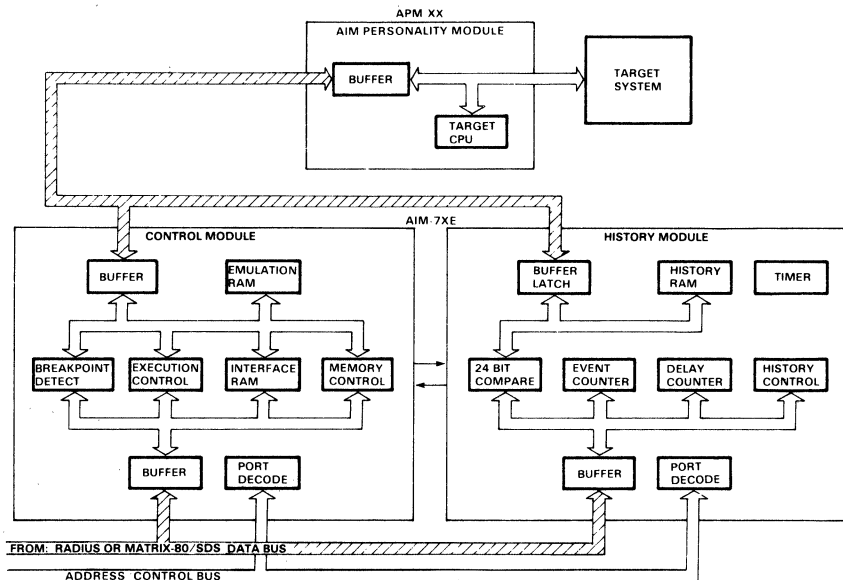 APM XX
AIM PERSONALITY MODULE
BUFFER
TARGET
CPU
TARGET
SYSTEM
AIM-7XE
CONTROL MODULE
BUFFER
EMULATION
RAM
BREAKPOINT
DETECT
EXECUTION
CONTROL
INTERFACE
RAM
MEMORY
CONTROL
BUFFER
PORT
DECODE
HISTORY MODULE
BUFFER
LATCH
HISTORY
RAM
TIMER
24 BIT
COMPARE
EVENT
COUNTER
DELAY
COUNTER
HISTORY
CONTROL
BUFFER
PORT
DECODE
FROM: RADIUS OR MATRIX-80/SDS DATA BUS
ADDRESS CONTROL BUS